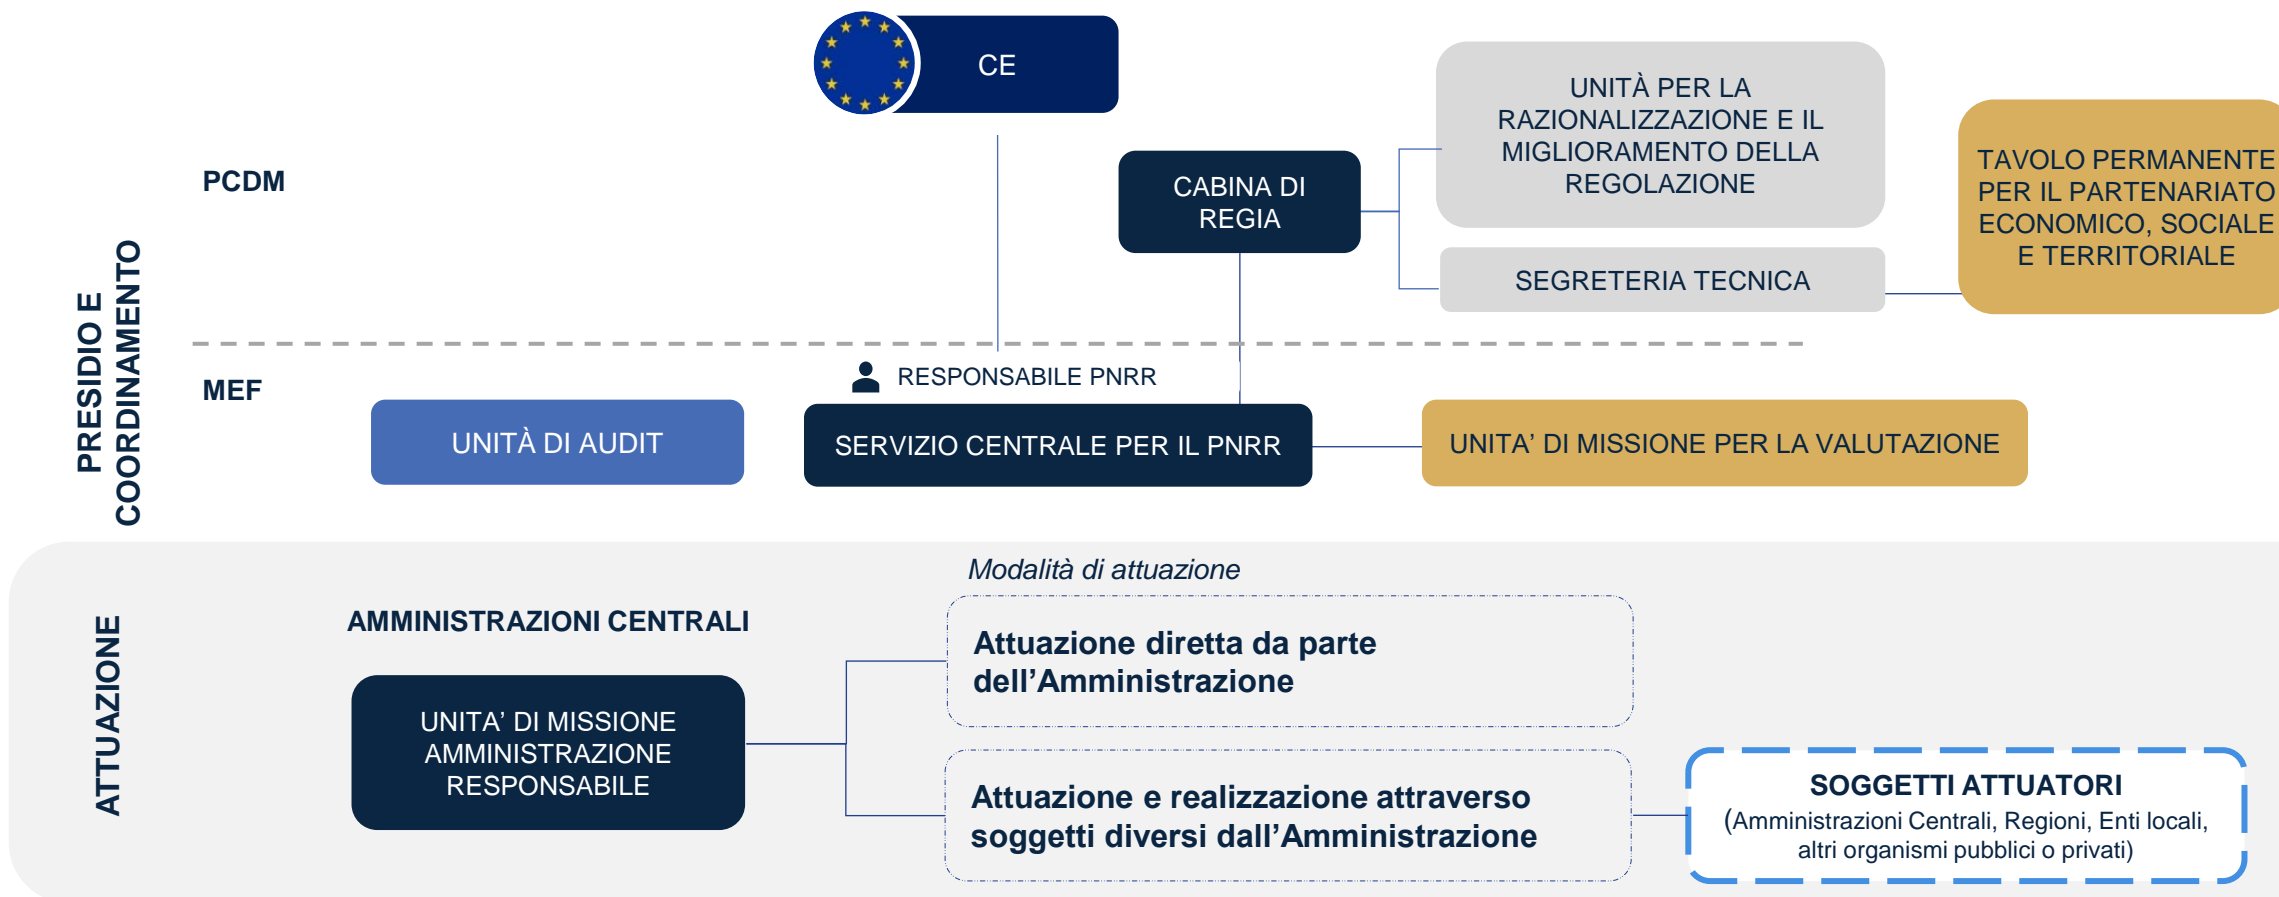 CE
PCDM
CABINA DI
REGIA
UNITÀ PER LA
RAZIONALIZZAZIONE E IL
MIGLIORAMENTO DELLA
REGOLAZIONE
SEGRETERIA TECNICA
TAVOLO PERMANENTE
PER IL PARTENARIATO
ECONOMICO, SOCIALE
E TERRITORIALE
PRESIDIO E
COORDINAMENTO
MEF
RESPONSABILE PNRR
UNITÀ DI AUDIT
SERVIZIO CENTRALE PER IL PNRR
UNITA’ DI MISSIONE PER LA VALUTAZIONE
ATTUAZIONE
AMMINISTRAZIONI CENTRALI
UNITA’ DI MISSIONE
AMMINISTRAZIONE
RESPONSABILE
Modalità di attuazione
Attuazione diretta da parte
dell’Amministrazione
Attuazione e realizzazione attraverso
soggetti diversi dall’Amministrazione
SOGGETTI ATTUATORI
(Amministrazioni Centrali, Regioni, Enti locali,
altri organismi pubblici o privati)